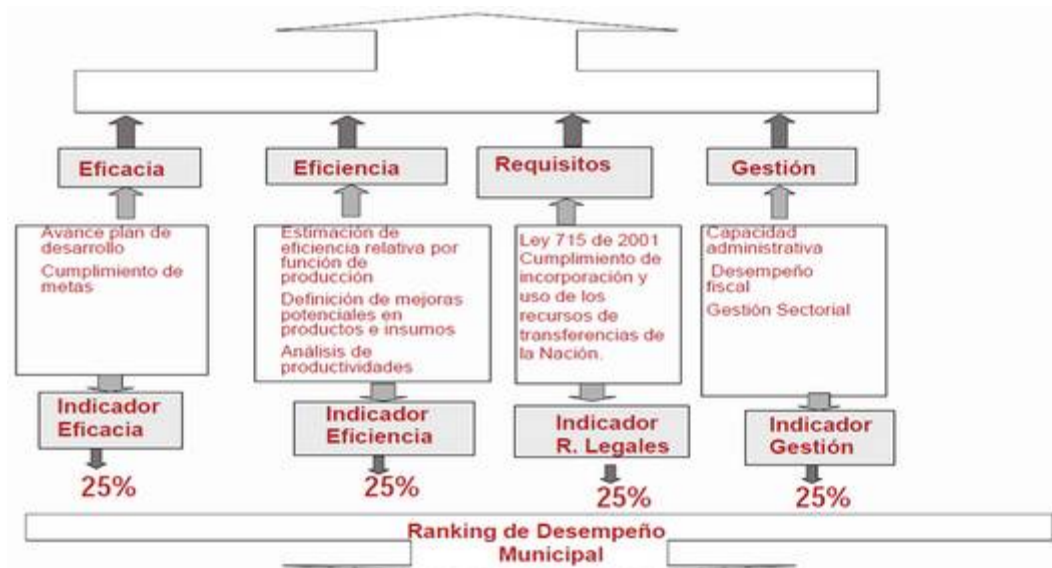 Eficacia
Eficiencia
Requisitos
Gestión
Avance plan de
desarrollo
Cumplimiento de
metas
Estimación de
eficiencia relativa por
función de
producción
Definición de mejoras
potenciales en
productos e insumos
Análisis de
productividades
Ley 715 de 2001
Cumplimiento de
incorporación y
uso de los
recursos de
transferencias de
la Nación.
Capacidad
administrativa
Desempeño
fiscal
Gestión Sectorial
Indicador
Eficacia
Indicador
Eficiencia
Indicador
R. Legales
Indicador
Gestión
25%
25%
25%
25%
Ranking de Desempeño
Municipal